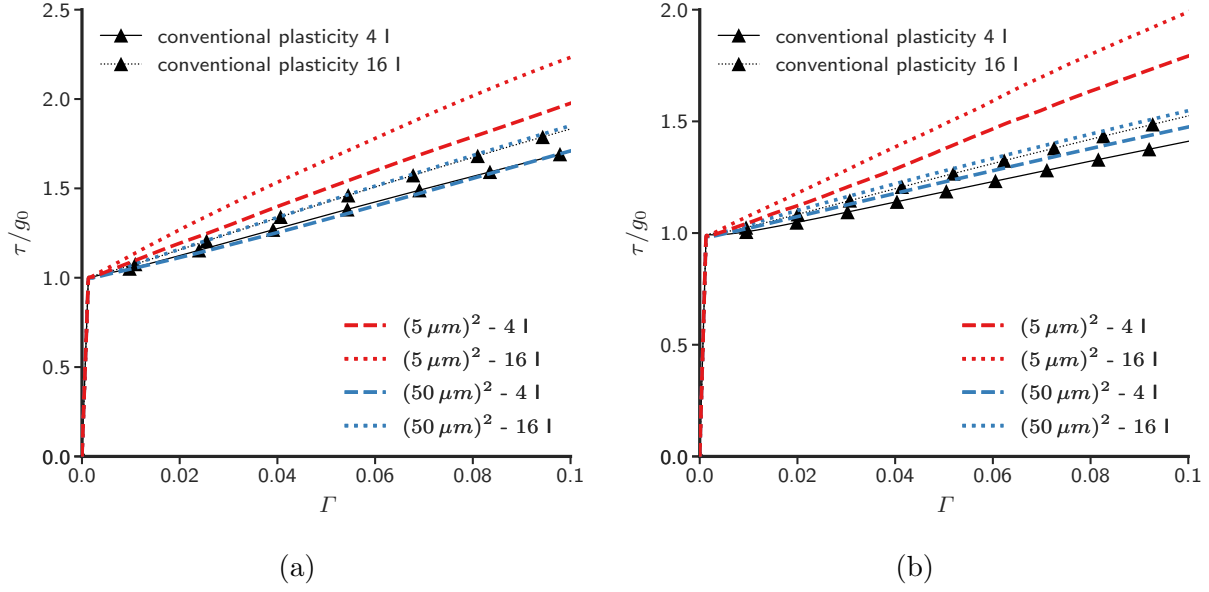 2.5
2.0
1.5
1.0
0.5
0.0
τ/g₀
conventional plasticity 4 l
conventional plasticity 16 l
(5 μm)² - 4 l
(5 μm)² - 16 l
(50 μm)² - 4 l
(50 μm)² - 16 l
0.0 0.02 0.04 0.06 0.08 0.1
Γ
(a)
2.0
1.5
1.0
0.5
0.0
τ/g₀
conventional plasticity 4 l
conventional plasticity 16 l
(5 μm)² - 4 l
(5 μm)² - 16 l
(50 μm)² - 4 l
(50 μm)² - 16 l
0.0 0.02 0.04 0.06 0.08 0.1
Γ
(b)